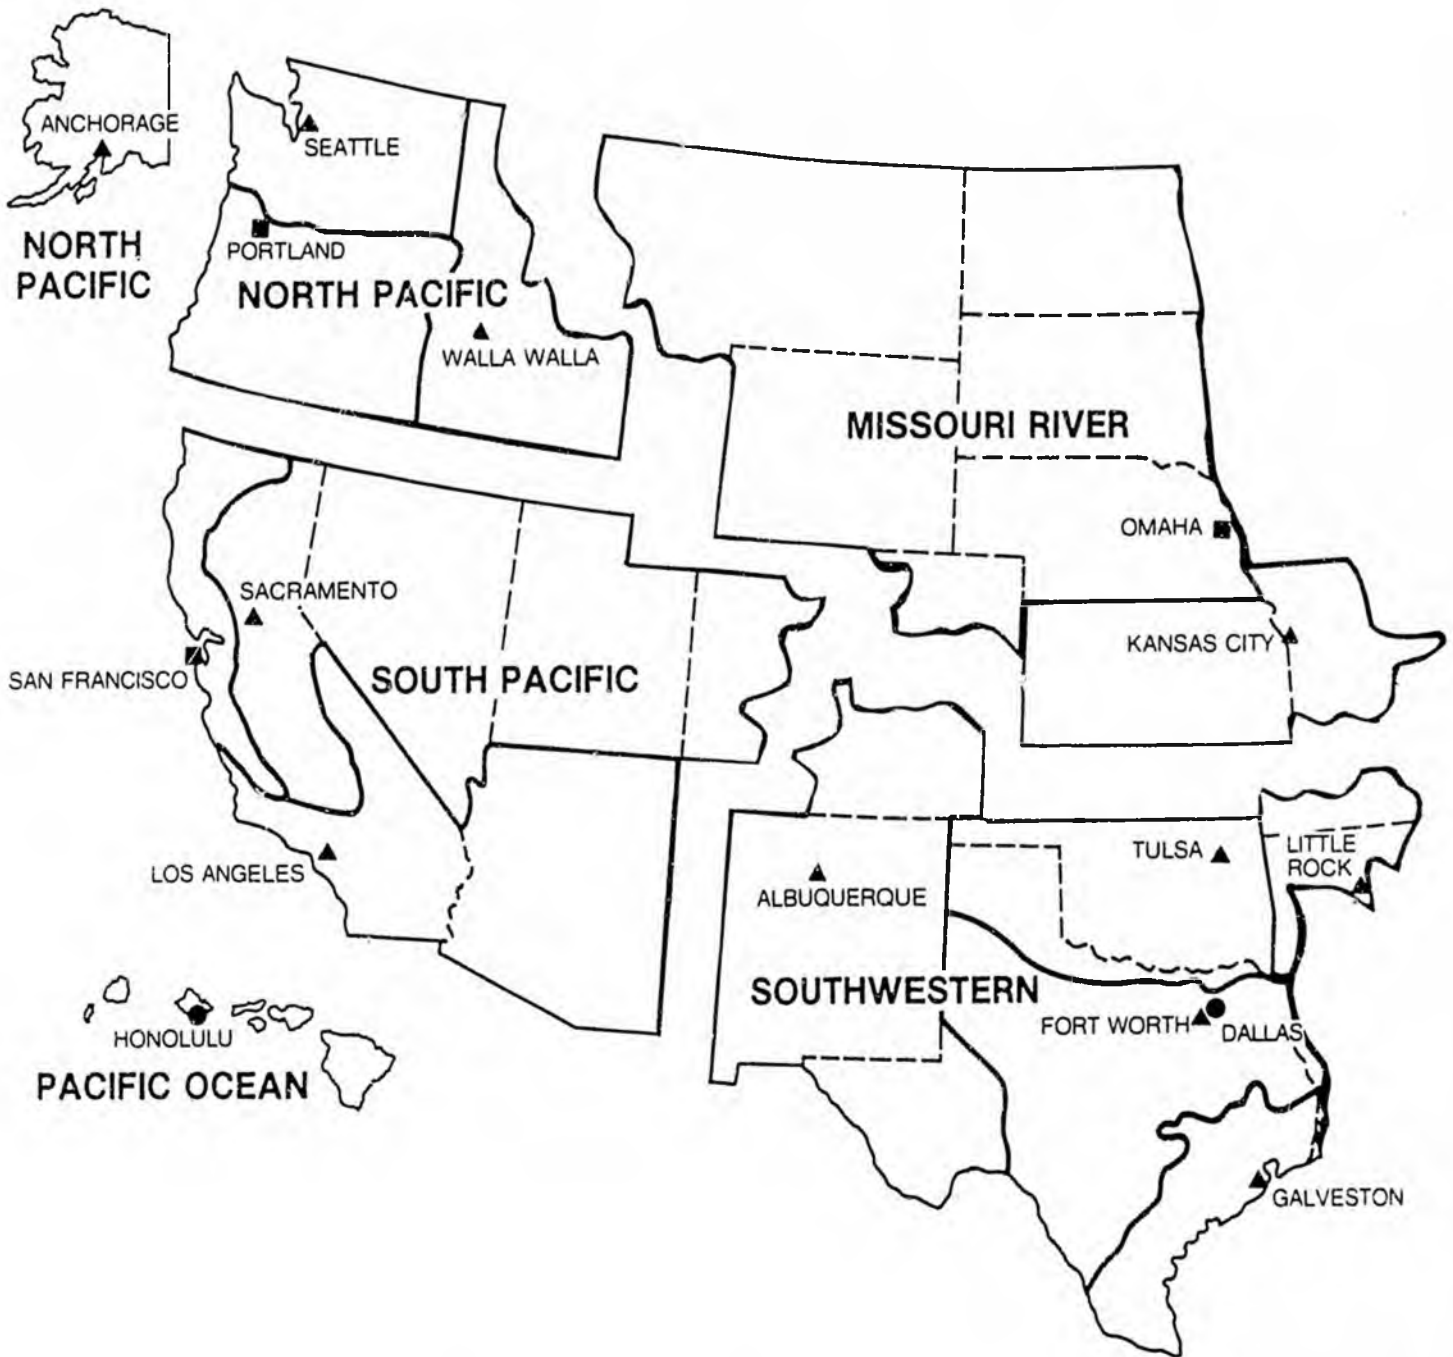 ANCHORAGE
SEATTLE
NORTH
PACIFIC
PORTLAND
NORTH PACIFIC
WALLA WALLA
MISSOURI RIVER
OMAHA
SACRAMENTO
KANSAS CITY
SAN FRANCISCO
SOUTH PACIFIC
LOS ANGELES
TULSA
LITTLE
ROCK
ALBUQUERQUE
SOUTHWESTERN
FORT WORTH
DALLAS
HONOLULU
PACIFIC OCEAN
GALVESTON